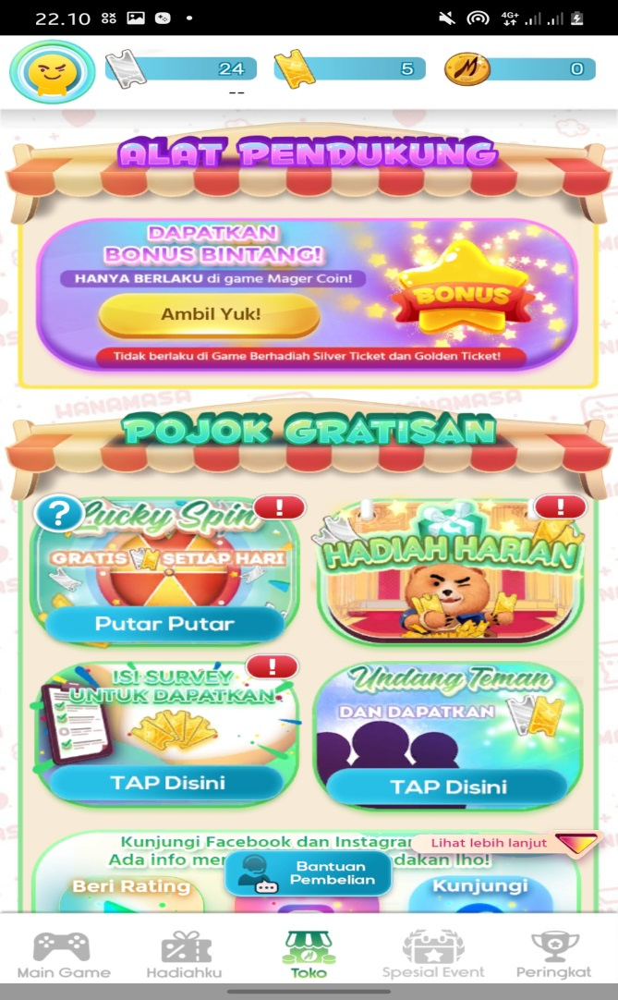 22.10
4G+
24
5
0
--
ALAT PENDUKUNG
DAPATKAN
BONUS BINTANG!
HANYA BERLAKU di game Mager Coin!
Ambil Yuk!
BONUS
Tidak berlaku di Game Berhadiah Silver Ticket dan Golden Ticket!
HANAMASA
POJOK GRATISAN
? Lucky Spin !
GRATIS SETIAP HARI
Putar Putar
!
HADIAH HARIAN
!
ISI SURVEY
UNTUK DAPATKAN
TAP Disini
Undang Teman
DAN DAPATKAN
TAP Disini
Kunjungi Facebook dan Instagra
Lihat lebih lanjut
Ada info me
dakan lho!
Bantuan
Pembelian
Beri Rating
Kunjungi
Main Game
Hadiahku
Toko
Spesial Event
Peringkat